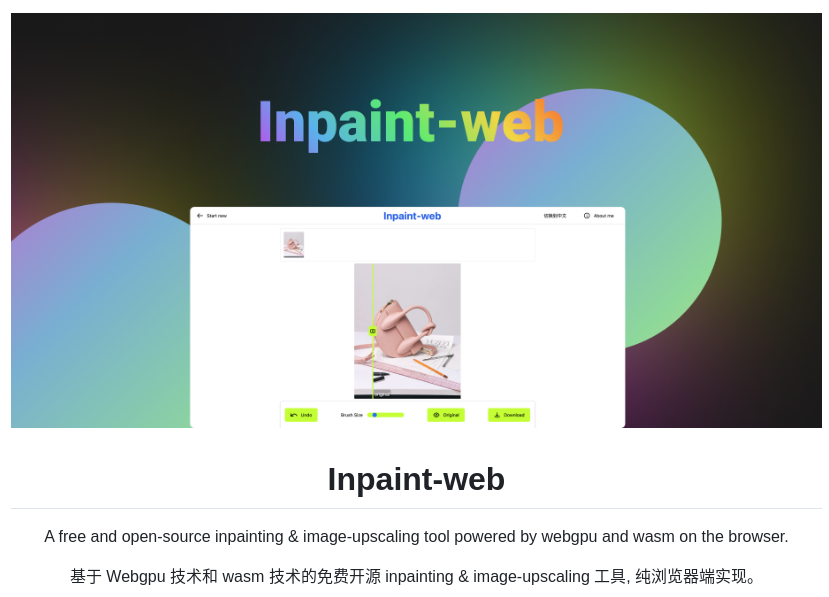 Inpaint-web
Start new
Inpaint-web
切换到中文
About me
Original
Undo
Brush Size
Original
Download
Inpaint-web
A free and open-source inpainting & image-upscaling tool powered by webgpu and wasm on the browser.
基于 Webgpu 技术和 wasm 技术的免费开源 inpainting & image-upscaling 工具, 纯浏览器端实现。